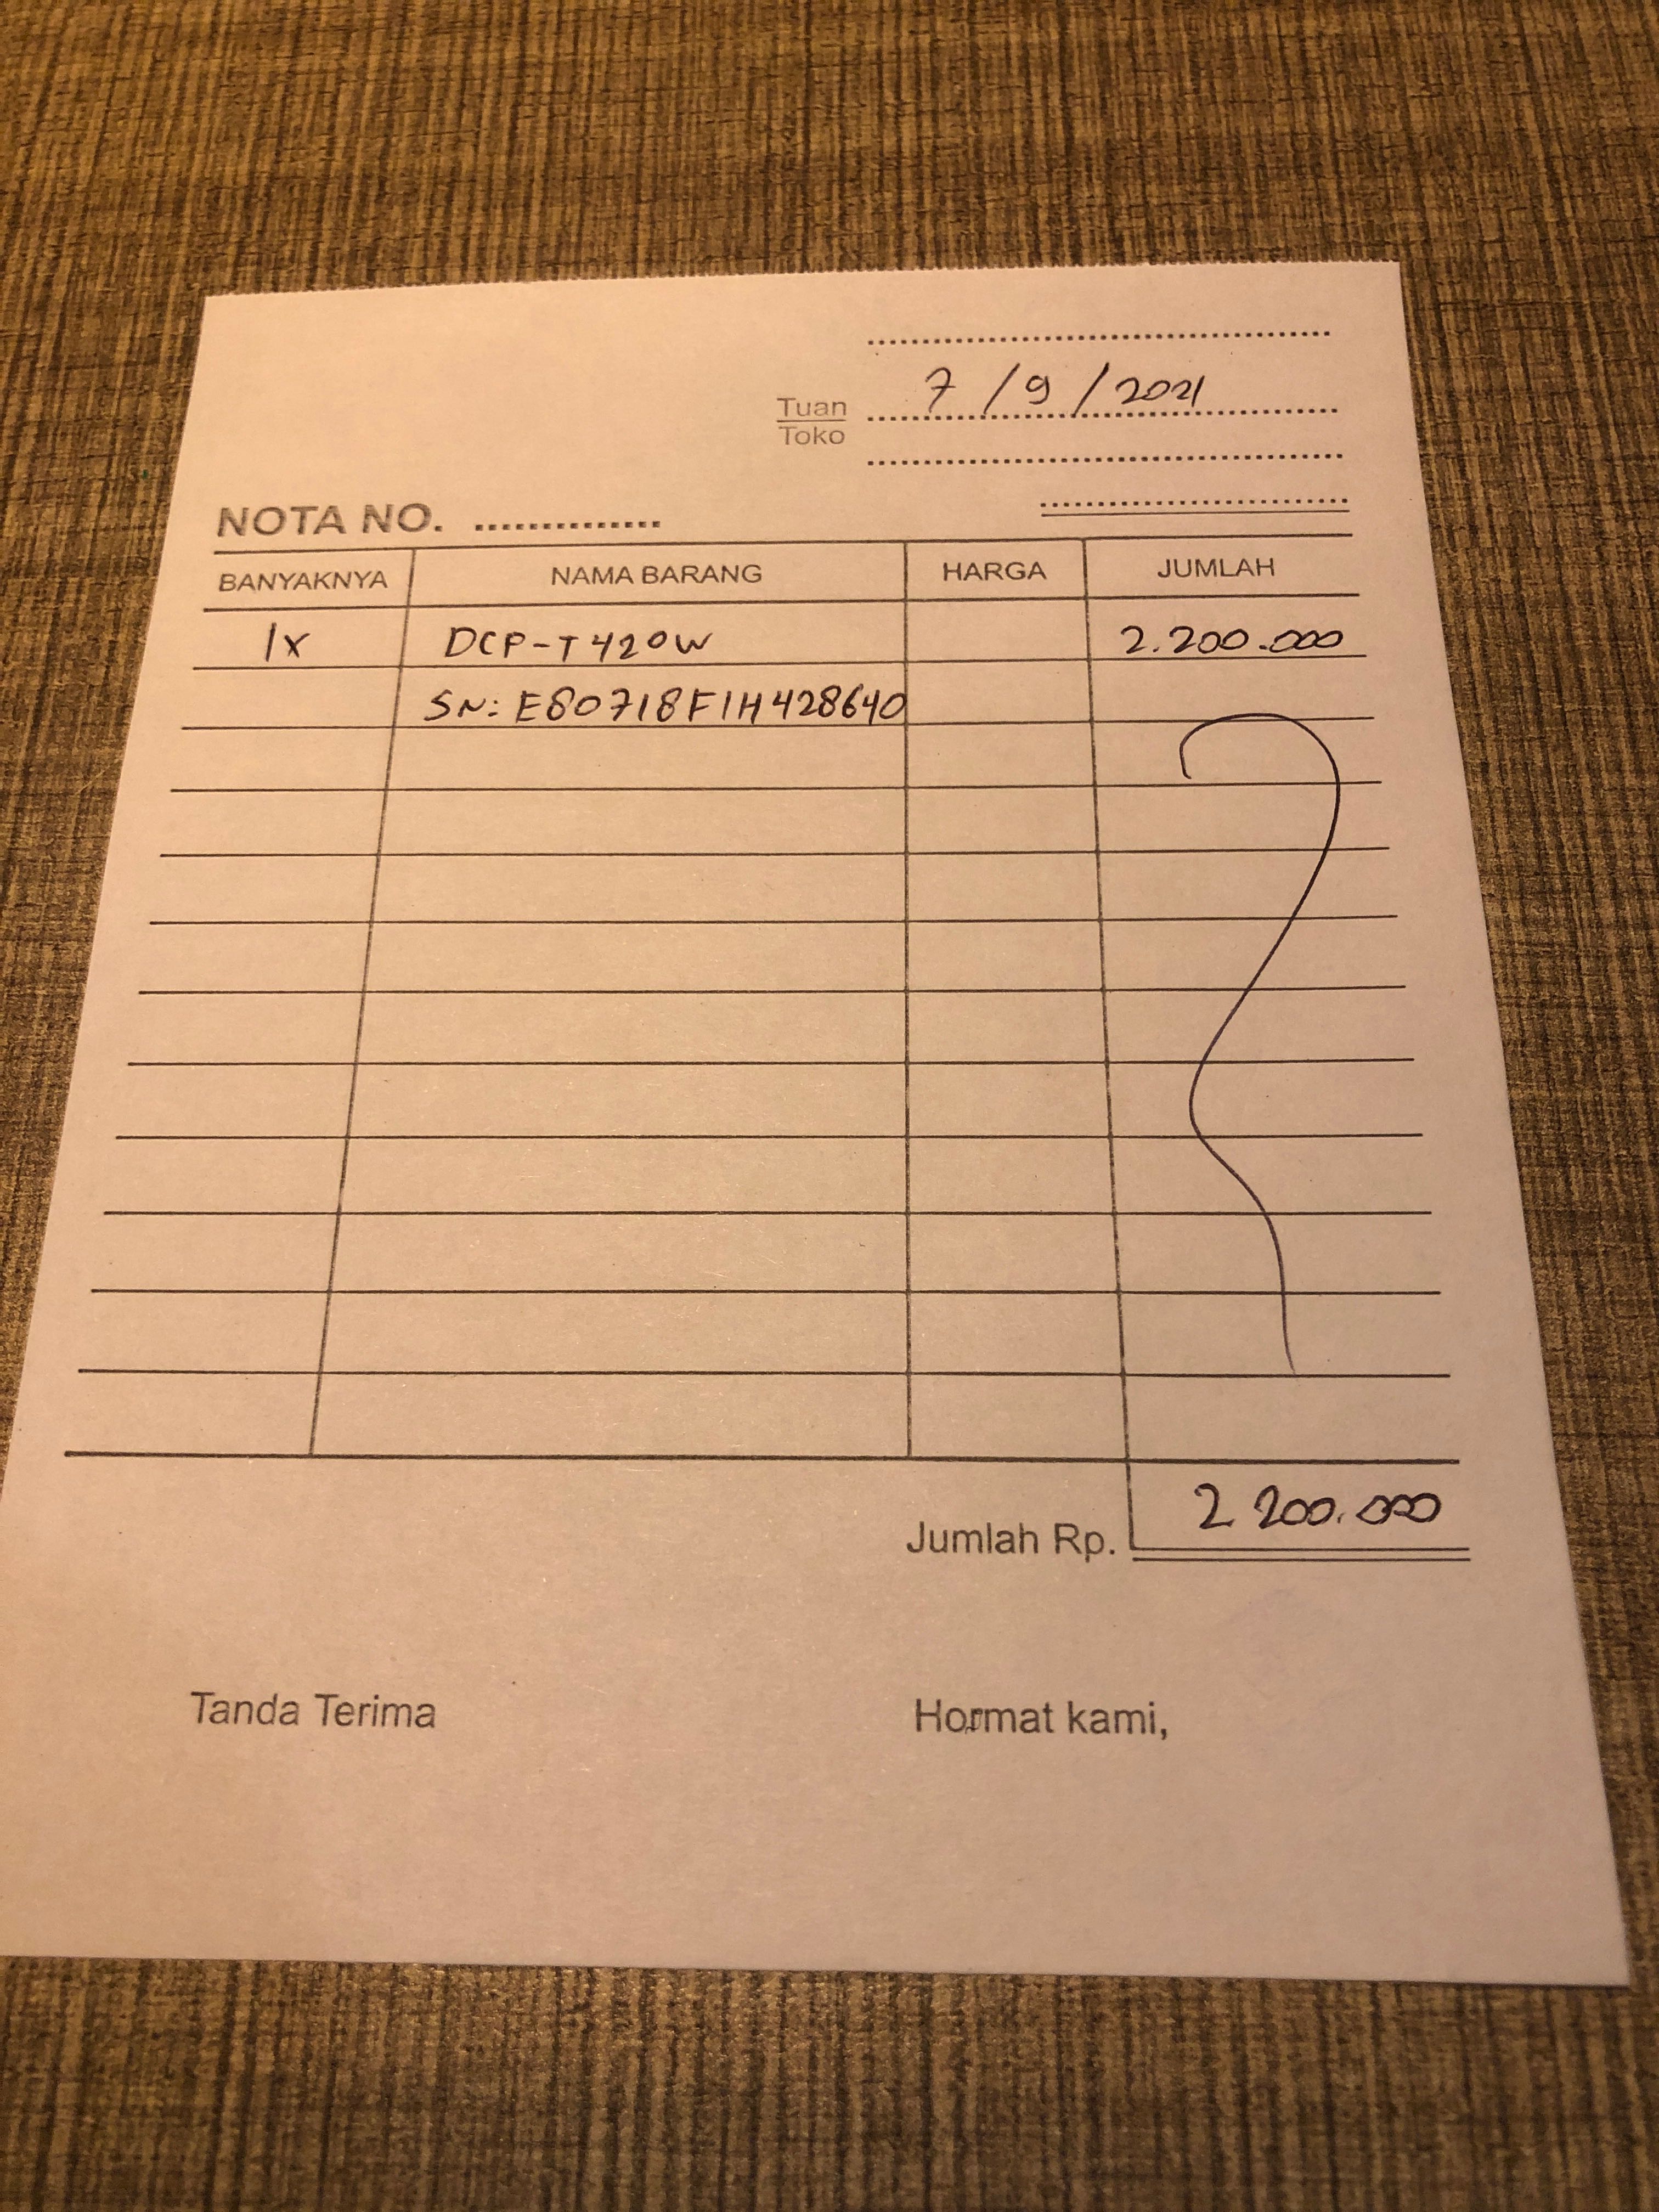 7/9/2021
Tuan
Toko
NOTA NO.
BANYAKNYA NAMA BARANG HARGA JUMLAH
1x DCP-T420W 2.200.000
SN: E80718F1H428640
Jumlah Rp. 2 200.000
Tanda Terima Hormat kami,